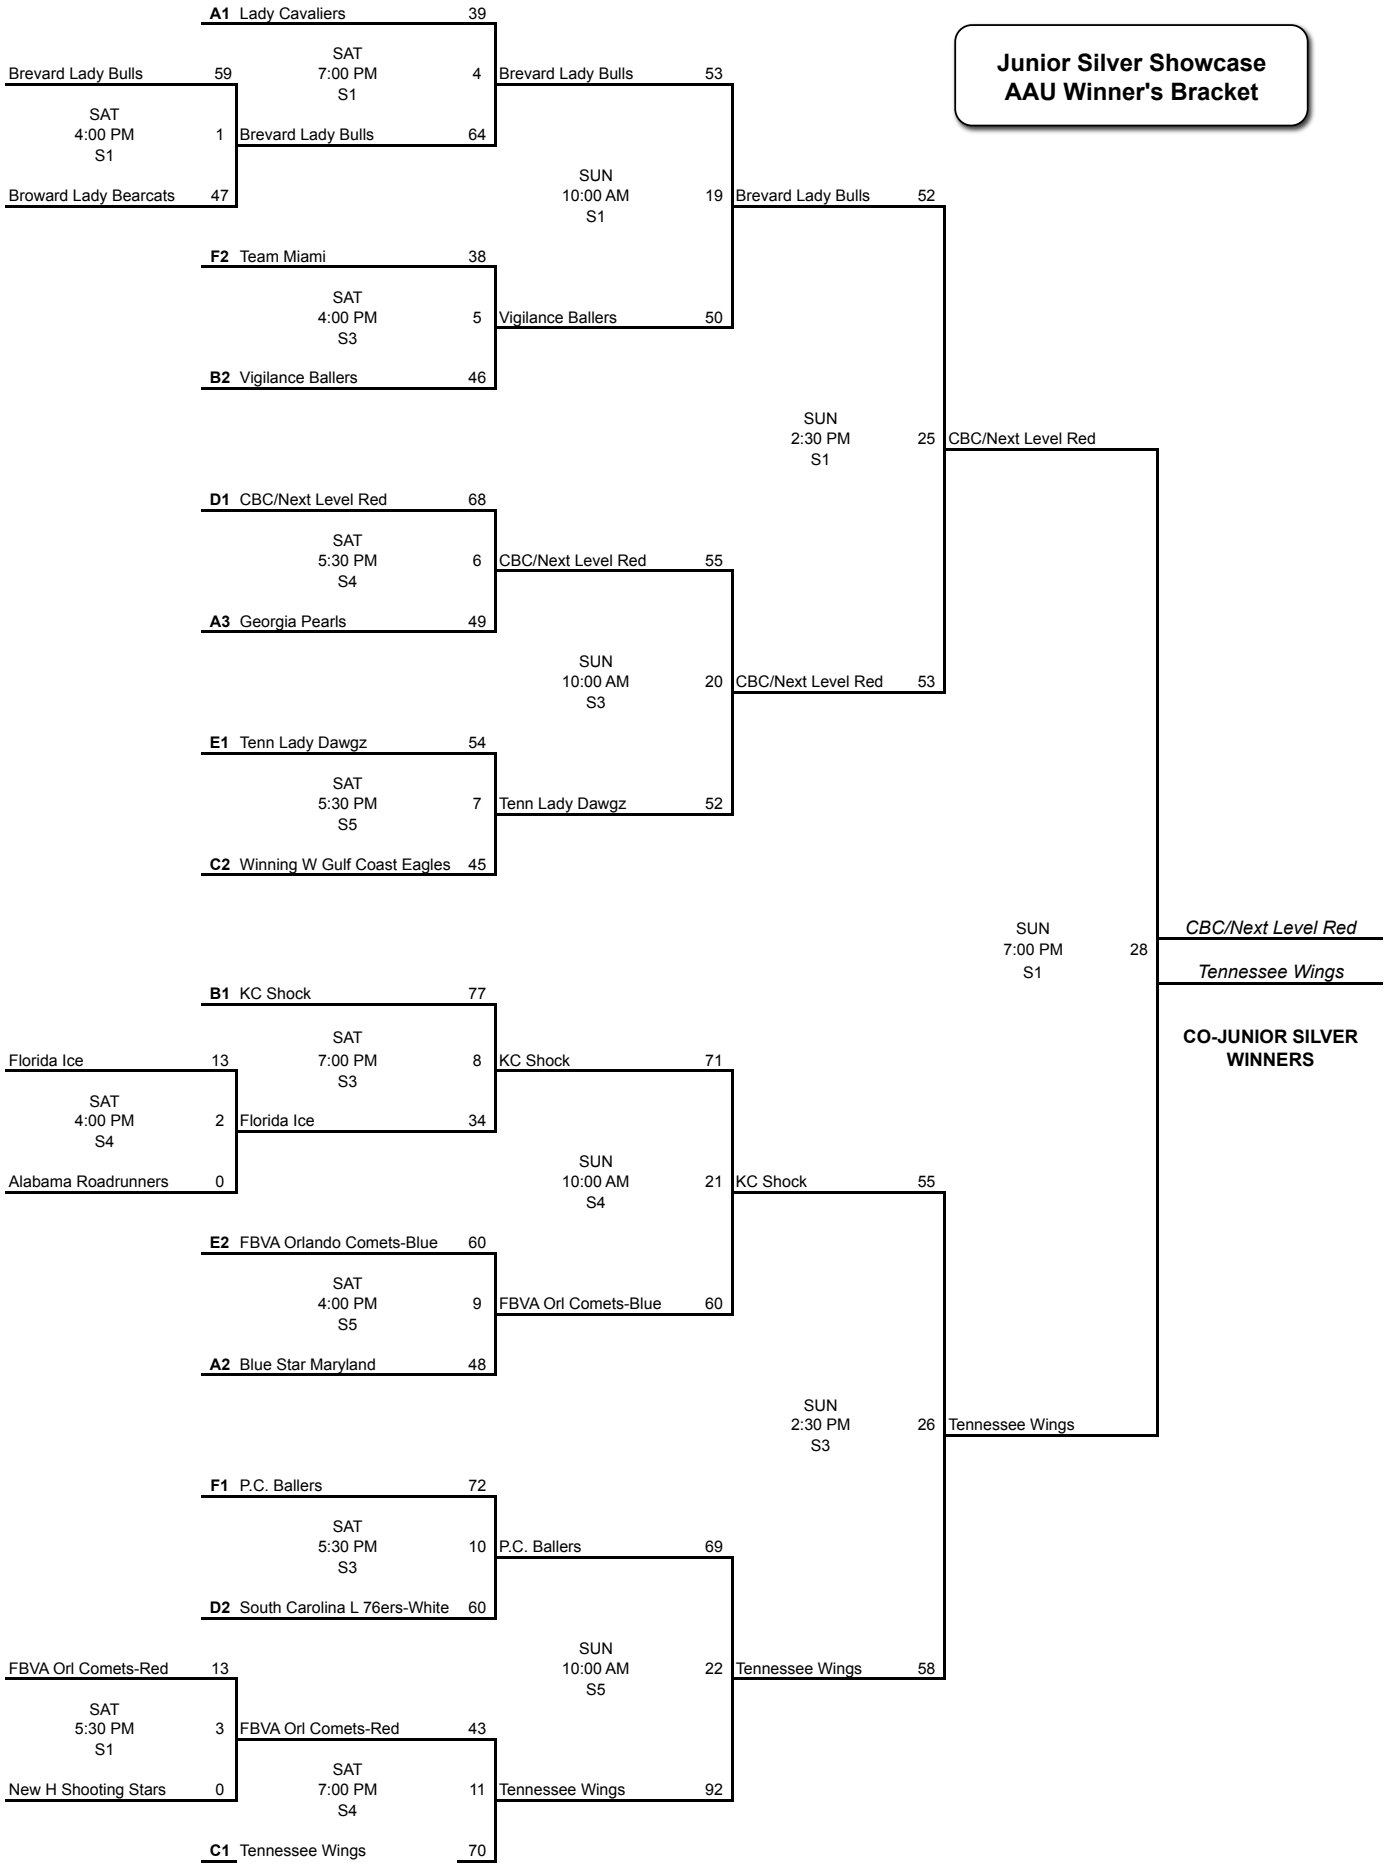 A1 Lady Cavaliers 39
Junior Silver Showcase
AAU Winner's Bracket
SAT
Brevard Lady Bulls 59 7:00 PM 4 Brevard Lady Bulls 53
S1
SAT
4:00 PM 1 Brevard Lady Bulls 64
S1
SUN
Broward Lady Bearcats 47 10:00 AM 19 Brevard Lady Bulls 52
S1
F2 Team Miami 38
SAT
4:00 PM 5 Vigilance Ballers 50
S3
B2 Vigilance Ballers 46
SUN
2:30 PM 25 CBC/Next Level Red
S1
D1 CBC/Next Level Red 68
SAT
5:30 PM 6 CBC/Next Level Red 55
S4
A3 Georgia Pearls 49
SUN
10:00 AM 20 CBC/Next Level Red 53
S3
E1 Tenn Lady Dawgz 54
SAT
5:30 PM 7 Tenn Lady Dawgz 52
S5
C2 Winning W Gulf Coast Eagles 45
SUN CBC/Next Level Red
7:00 PM 28
S1 Tennessee Wings
B1 KC Shock 77
CO-JUNIOR SILVER
WINNERS
SAT
Florida Ice 13 7:00 PM 8 KC Shock 71
S3
SAT
4:00 PM 2 Florida Ice 34
S4
SUN
Alabama Roadrunners 0 10:00 AM 21 KC Shock 55
S4
E2 FBVA Orlando Comets-Blue 60
SAT
4:00 PM 9 FBVA Orl Comets-Blue 60
S5
A2 Blue Star Maryland 48
SUN
2:30 PM 26 Tennessee Wings
S3
F1 P.C. Ballers 72
SAT
5:30 PM 10 P.C. Ballers 69
S3
D2 South Carolina L 76ers-White 60
SUN
FBVA Orl Comets-Red 13 10:00 AM 22 Tennessee Wings 58
S5
SAT
5:30 PM 3 FBVA Orl Comets-Red 43
S1
SAT
New H Shooting Stars 0 7:00 PM 11 Tennessee Wings 92
S4
C1 Tennessee Wings 70